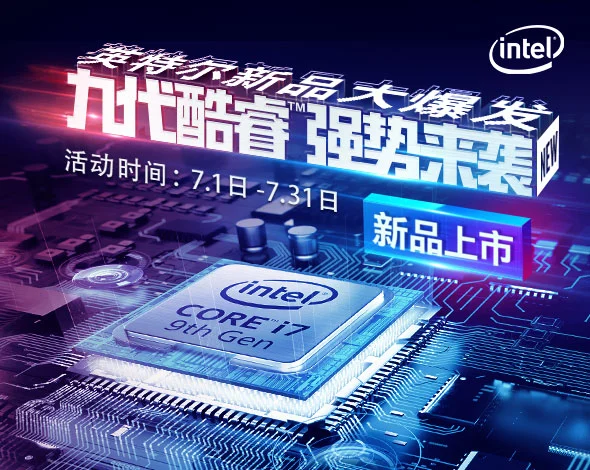 intel
英特尔新品大爆发
九代酷睿™ 强势来袭
NEW
活动时间：7.1日 -7.31日
新品上市
intel
CORE™ i7
9th Gen